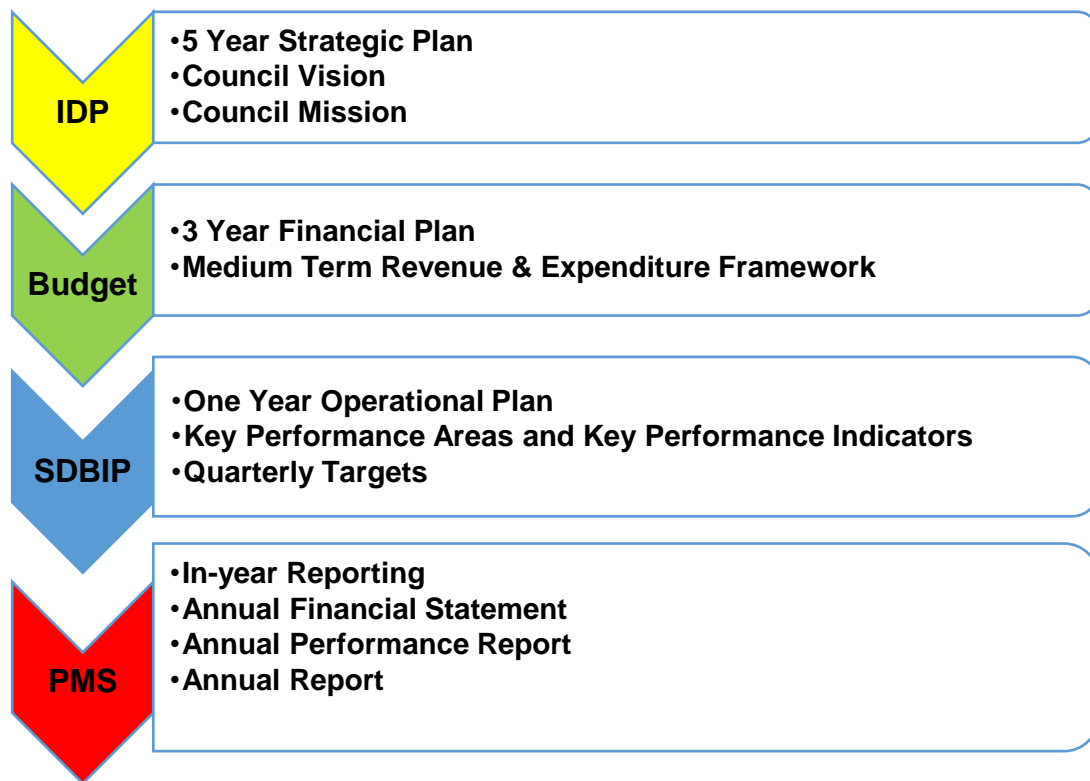 IDP
•5 Year Strategic Plan
•Council Vision
•Council Mission
Budget
•3 Year Financial Plan
•Medium Term Revenue & Expenditure Framework
SDBIP
•One Year Operational Plan
•Key Performance Areas and Key Performance Indicators
•Quarterly Targets
PMS
•In-year Reporting
•Annual Financial Statement
•Annual Performance Report
•Annual Report